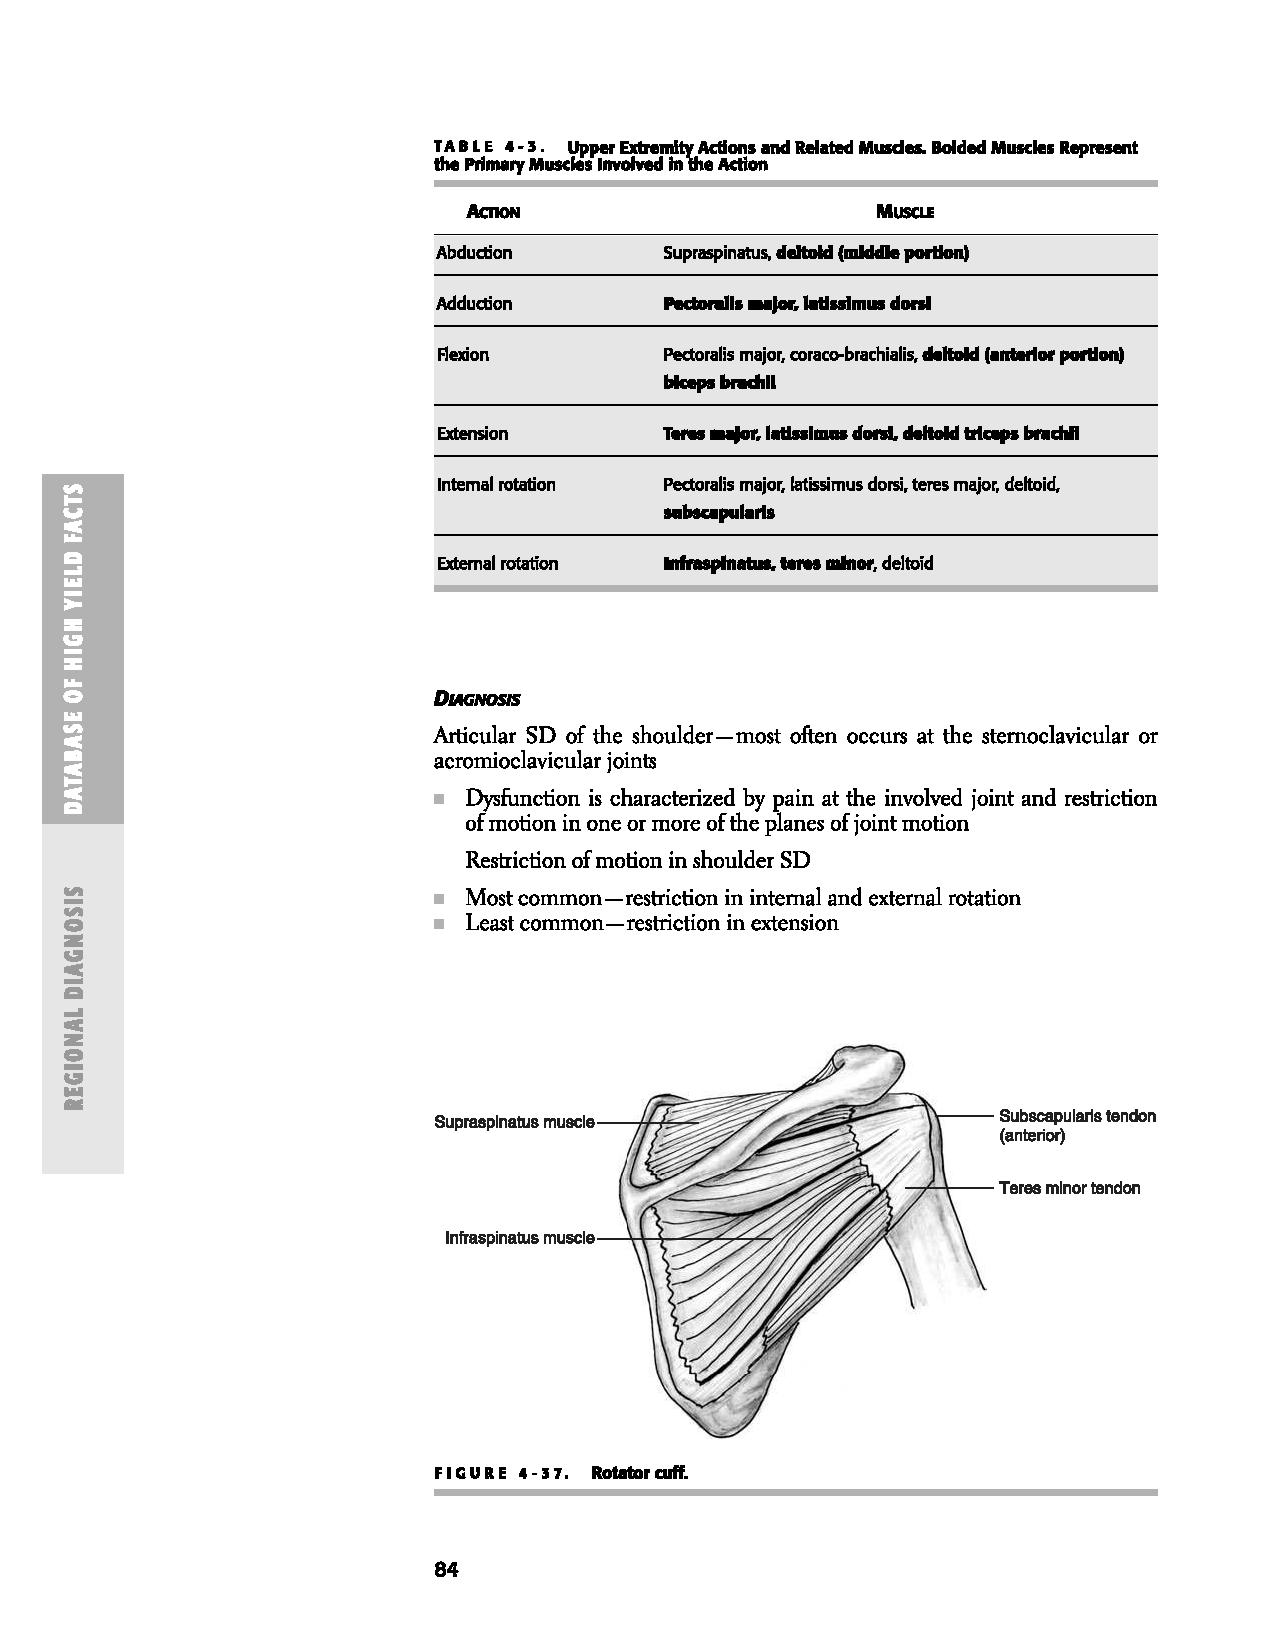 TABLE 4-3. Upper Extremity Actions and Related Muscles. Bolded Muscles Represent
the Primary Muscles Involved in the Action
ACTION MUSCLE
Abduction Supraspinatus, deltoid (middle portion)
Adduction Pectoralis major, latissimus dorsi
Flexion Pectoralis major, coraco-brachialis, deltoid (anterior portion)
biceps brachii
Extension Teres major, latissimus dorsi, deltoid triceps brachii
Internal rotation Pectoralis major, latissimus dorsi, teres major, deltoid,
subscapularis
External rotation Infraspinatus, teres minor, deltoid
DATABASE OF HIGH YIELD FACTS
REGIONAL DIAGNOSIS
DIAGNOSIS
Articular SD of the shoulder—most often occurs at the sternoclavicular or
acromioclavicular joints
■ Dysfunction is characterized by pain at the involved joint and restriction
of motion in one or more of the planes of joint motion
Restriction of motion in shoulder SD
■ Most common—restriction in internal and external rotation
■ Least common—restriction in extension
Supraspinatus muscle
Subscapularis tendon
(anterior)
Teres minor tendon
Infraspinatus muscle
FIGURE 4-37. Rotator cuff.
84